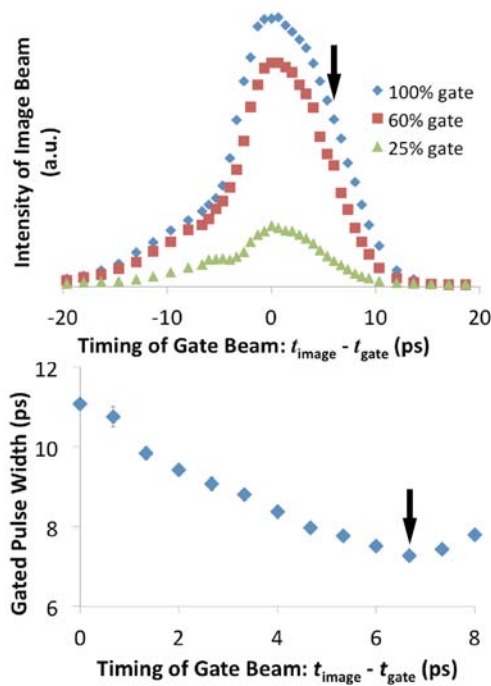 Intensity of Image Beam
(a.u.)
100% gate
60% gate
25% gate
-20 -10 0 10 20
Timing of Gate Beam: timage - tgate (ps)
Gated Pulse Width (ps)
12
10
8
6
0 2 4 6 8
Timing of Gate Beam: timage - tgate (ps)